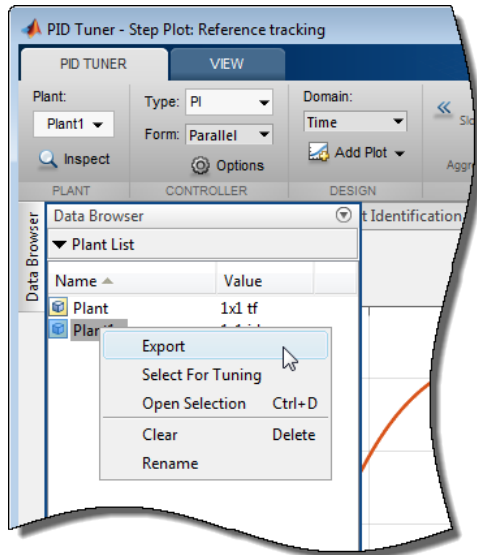 PID Tuner - Step Plot: Reference tracking
PID TUNER VIEW
Plant: Type: PI Domain:
Plant1 Form: Parallel Time
Inspect Options Add Plot
PLANT CONTROLLER DESIGN
Data Browser
Data Browser t Identification
Plant List
Name Value
Plant 1x1 tf
Export
Select For Tuning
Open Selection Ctrl+D
Clear Delete
Rename